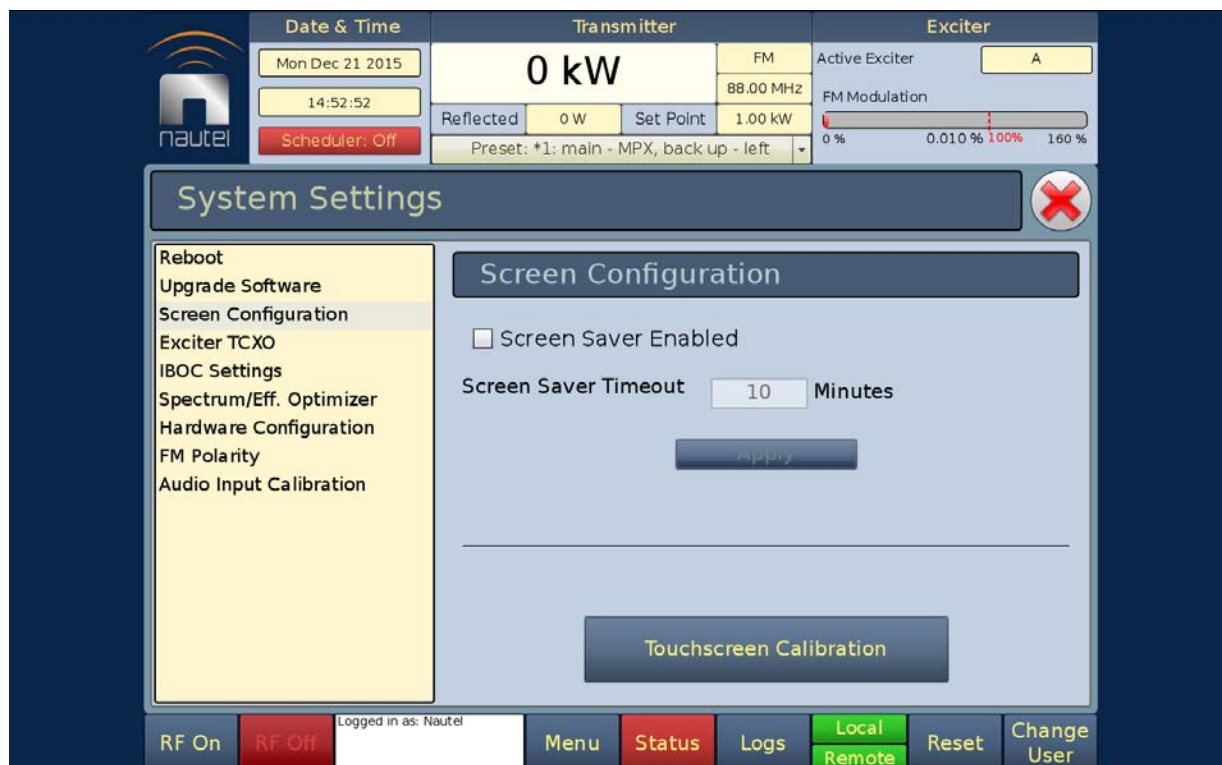 Date & Time
Transmitter
Exciter
Mon Dec 21 2015
14:52:52
Scheduler: Off
nautel
0 kW
FM
88.00 MHz
Reflected
0 W
Set Point
1.00 kW
Preset: *1: main - MPX, back up - left
Active Exciter
A
FM Modulation
0 %
0.010 %
100%
160 %
System Settings
Reboot
Upgrade Software
Screen Configuration
Exciter TCXO
IBOC Settings
Spectrum/Eff. Optimizer
Hardware Configuration
FM Polarity
Audio Input Calibration
Screen Configuration
Screen Saver Enabled
Screen Saver Timeout
10
Minutes
Apply
Touchscreen Calibration
RF On
RF Off
Logged in as: Nautel
Menu
Status
Logs
Local
Remote
Reset
Change
User